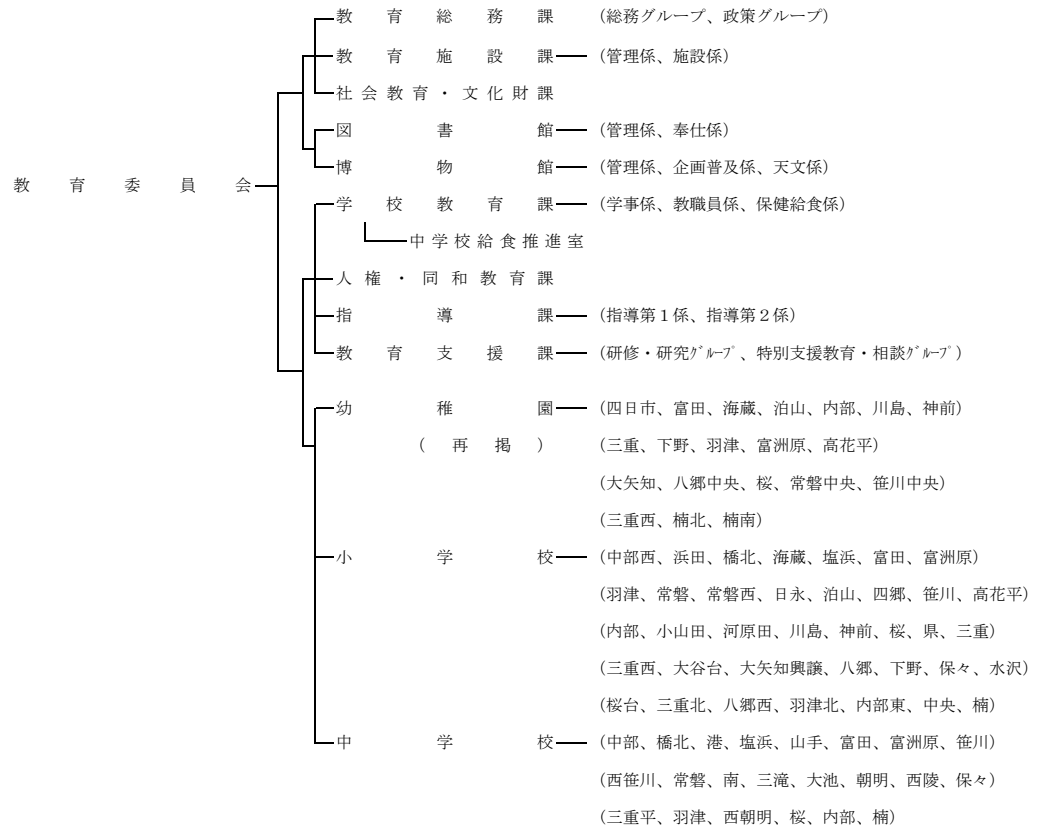 教育総務課 (総務グループ、政策グループ)
教育施設課 (管理係、施設係)
社会教育・文化財課
図書館 (管理係、奉仕係)
博物館 (管理係、企画普及係、天文係)
教育委員会
学校教育課 (学事係、教職員係、保健給食係)
中学校給食推進室
人権・同和教育課
指導課 (指導第１係、指導第２係)
教育支援課 (研修・研究ｸﾞﾙｰﾌﾟ、特別支援教育・相談ｸﾞﾙｰﾌﾟ)
幼稚園 (四日市、富田、海蔵、泊山、内部、川島、神前)
(再掲) (三重、下野、羽津、富洲原、高花平)
(大矢知、八郷中央、桜、常磐中央、笹川中央)
(三重西、楠北、楠南)
小学校 (中部西、浜田、橋北、海蔵、塩浜、富田、富洲原)
(羽津、常磐、常磐西、日永、泊山、四郷、笹川、高花平)
(内部、小山田、河原田、川島、神前、桜、県、三重)
(三重西、大谷台、大矢知興譲、八郷、下野、保々、水沢)
(桜台、三重北、八郷西、羽津北、内部東、中央、楠)
中学校 (中部、橋北、港、塩浜、山手、富田、富洲原、笹川)
(西笹川、常磐、南、三滝、大池、朝明、西陵、保々)
(三重平、羽津、西朝明、桜、内部、楠)